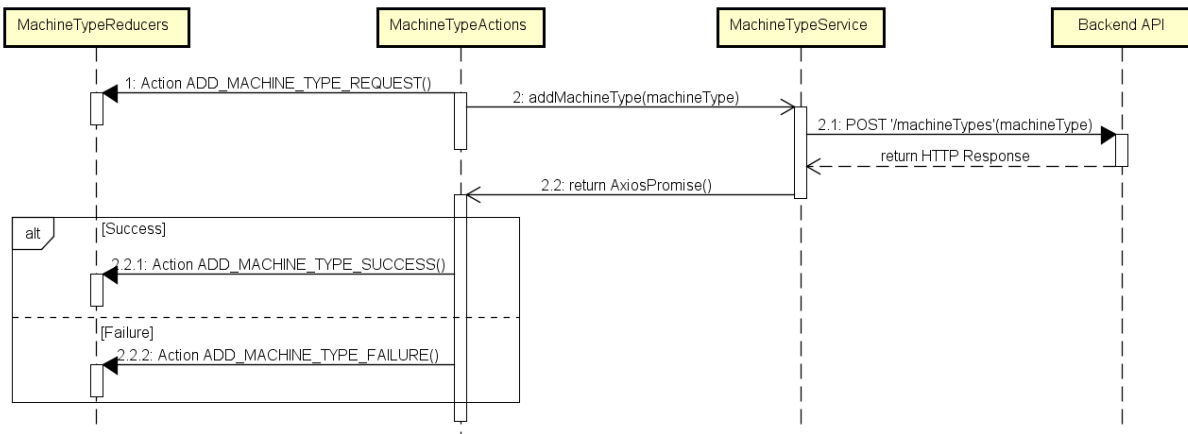 MachineTypeReducers
MachineTypeActions
MachineTypeService
Backend API
1: Action ADD_MACHINE_TYPE_REQUEST()
2: addMachineType(machineType)
2.1: POST '/machineTypes'(machineType)
return HTTP Response
2.2: return AxiosPromise()
alt
[Success]
2.2.1: Action ADD_MACHINE_TYPE_SUCCESS()
[Failure]
2.2.2: Action ADD_MACHINE_TYPE_FAILURE()